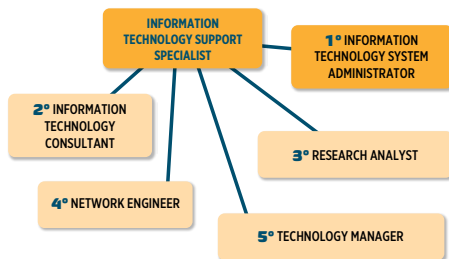 INFORMATION
TECHNOLOGY SUPPORT
SPECIALIST
1º INFORMATION
TECHNOLOGY SYSTEM
ADMINISTRATOR
2º INFORMATION
TECHNOLOGY
CONSULTANT
3º RESEARCH ANALYST
4º NETWORK ENGINEER
5º TECHNOLOGY MANAGER